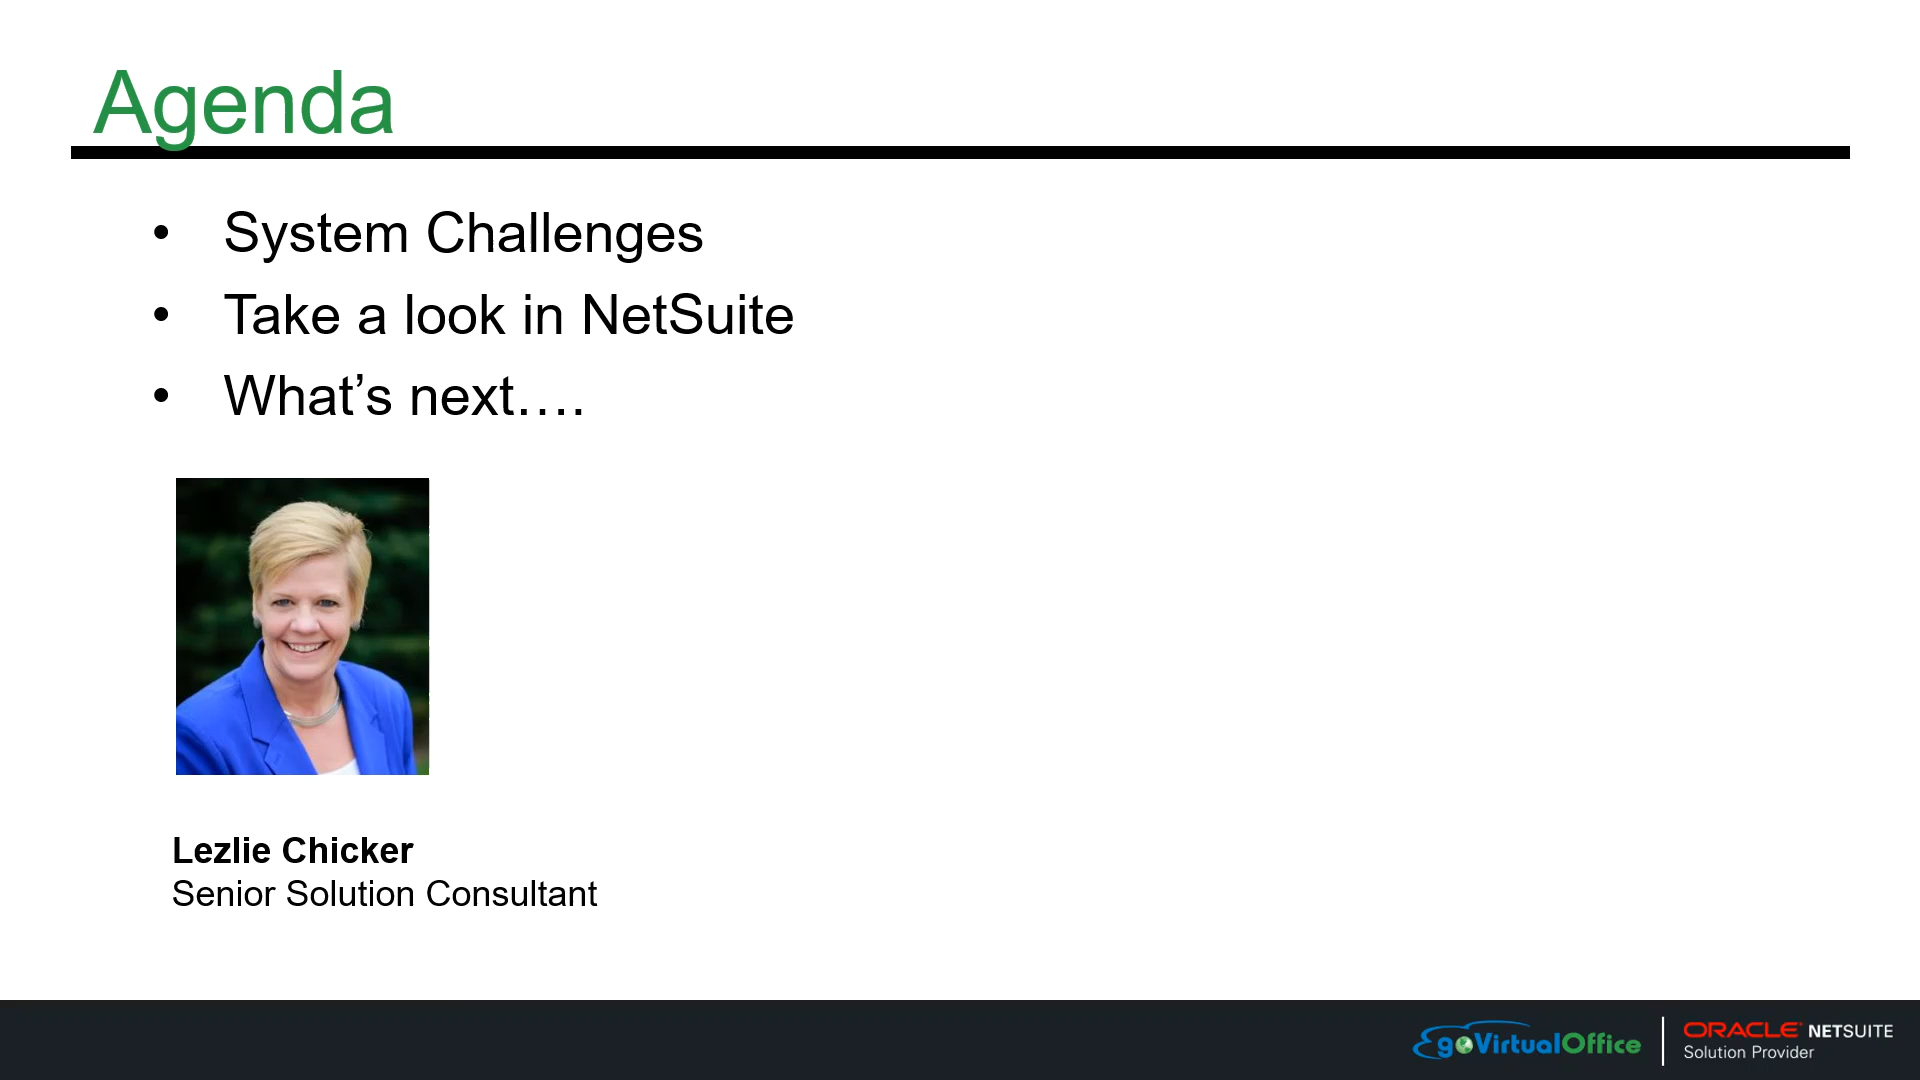 Agenda
• System Challenges
• Take a look in NetSuite
• What’s next….
Lezlie Chicker
Senior Solution Consultant
goVirtualOffice
ORACLE NETSUITE
Solution Provider